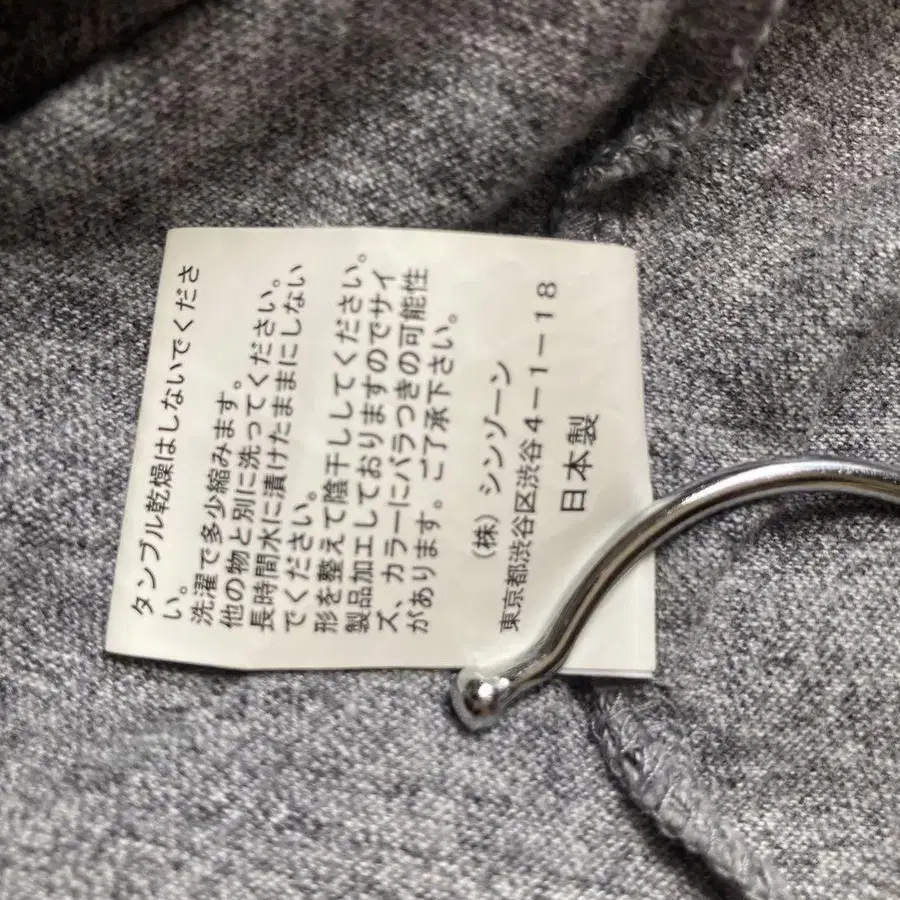 タンブル乾燥はしないでくださ
い。
洗濯で多少縮みます。
他の物と別に洗ってください。
長時間水に漬けたままにしない
でください。
形を整えて陰干ししてください。
製品加工しておりますのでサイ
ズ、カラーにバラつきの可能性
があります。ご了承下さい。
(株) シンゾーン
東京都渋谷区渋谷4-1-18
日本製